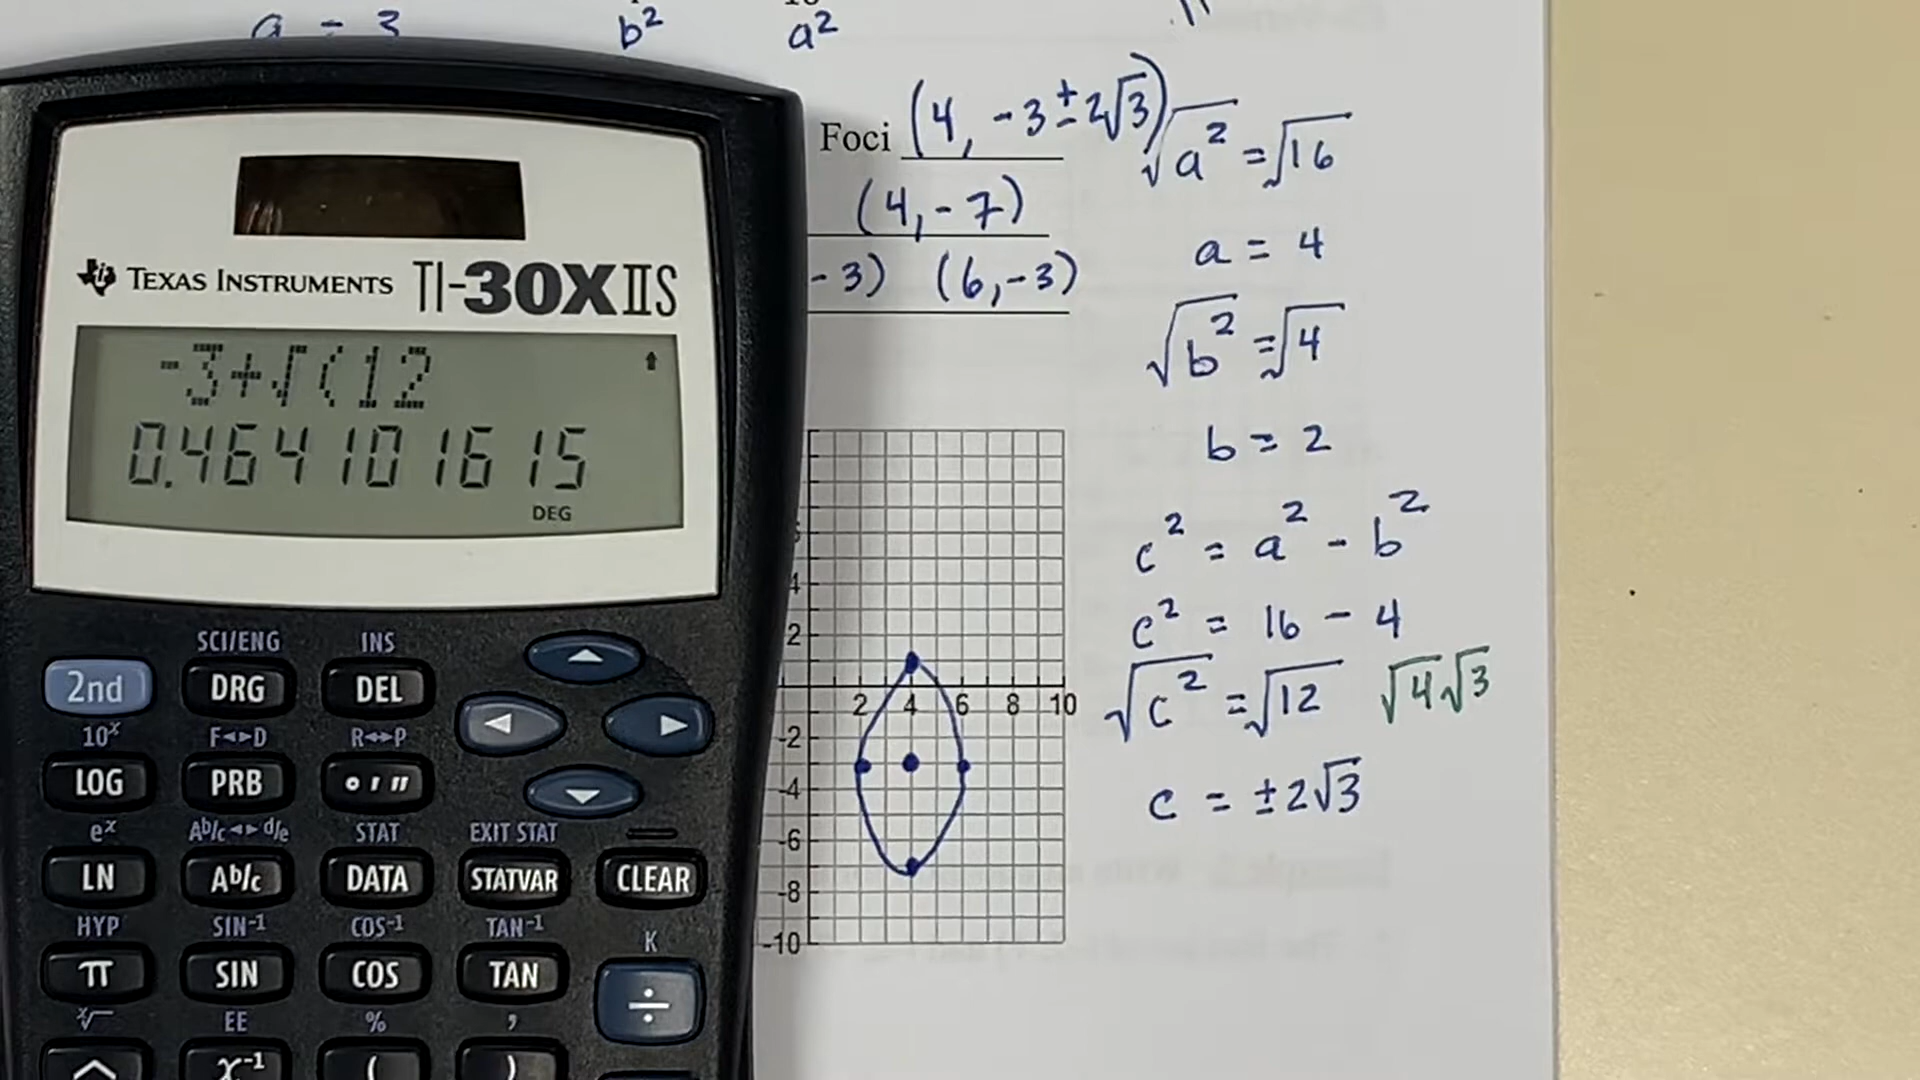 a = 3
b²
a²
Foci (4, -3±2√3)
(4, -7)
-3) (6, -3)
√a² = √16
a = 4
√b² = √4
b = 2
c² = a² - b²
c² = 16 - 4
√c² = √12 √4√3
c = ±2√3
4
2
2 4 6 8 10
-2
-4
-6
-8
-10
TEXAS INSTRUMENTS TI-30X IIS
-3+√(12
0.464101615
DEG
SCI/ENG INS
2nd DRG DEL
10ˣ F◄►D R◄►P
LOG PRB ° ' "
eˣ Ab/c◄►d/e STAT EXIT STAT
LN Ab/c DATA STATVAR CLEAR
HYP SIN⁻¹ COS⁻¹ TAN⁻¹ K
π SIN COS TAN ÷
ˣ√ EE % ,
^ x⁻¹ ( )